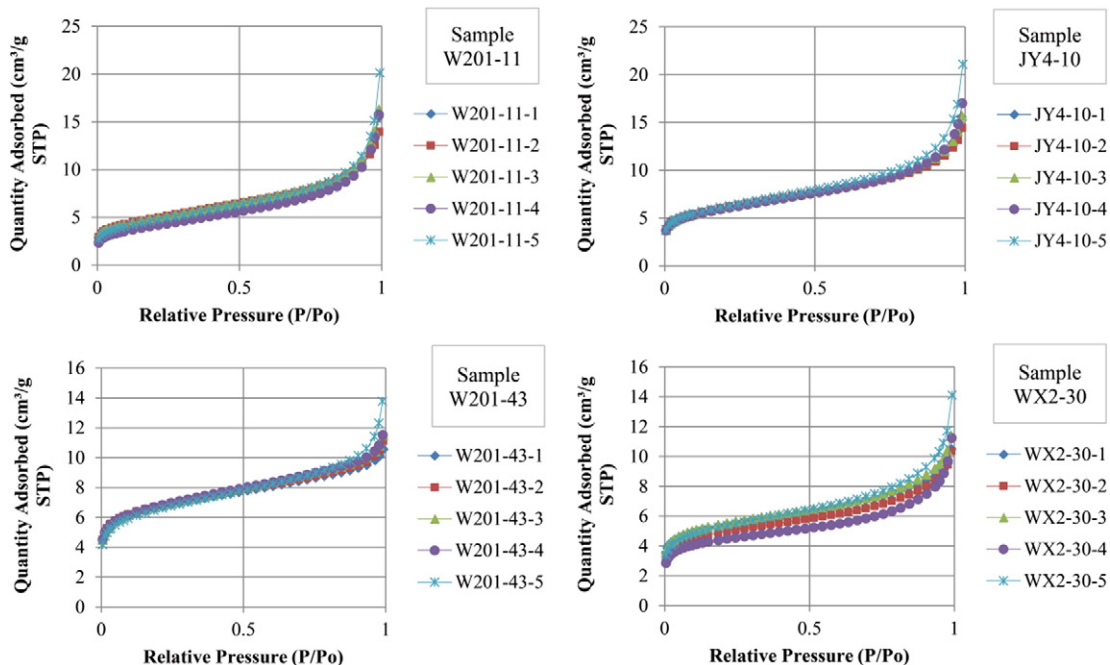 Quantity Adsorbed (cm³/g
STP)
25
20
15
10
5
0
0
0.5
1
Relative Pressure (P/Po)
Sample
W201-11
W201-11-1
W201-11-2
W201-11-3
W201-11-4
W201-11-5
Quantity Adsorbed (cm³/g
STP)
25
20
15
10
5
0
0
0.5
1
Relative Pressure (P/Po)
Sample
JY4-10
JY4-10-1
JY4-10-2
JY4-10-3
JY4-10-4
JY4-10-5
Quantity Adsorbed (cm³/g
STP)
16
14
12
10
8
6
4
2
0
0
0.5
1
Relative Pressure (P/Po)
Sample
W201-43
W201-43-1
W201-43-2
W201-43-3
W201-43-4
W201-43-5
Quantity Adsorbed (cm³/g
STP)
16
14
12
10
8
6
4
2
0
0
0.5
1
Relative Pressure (P/Po)
Sample
WX2-30
WX2-30-1
WX2-30-2
WX2-30-3
WX2-30-4
WX2-30-5